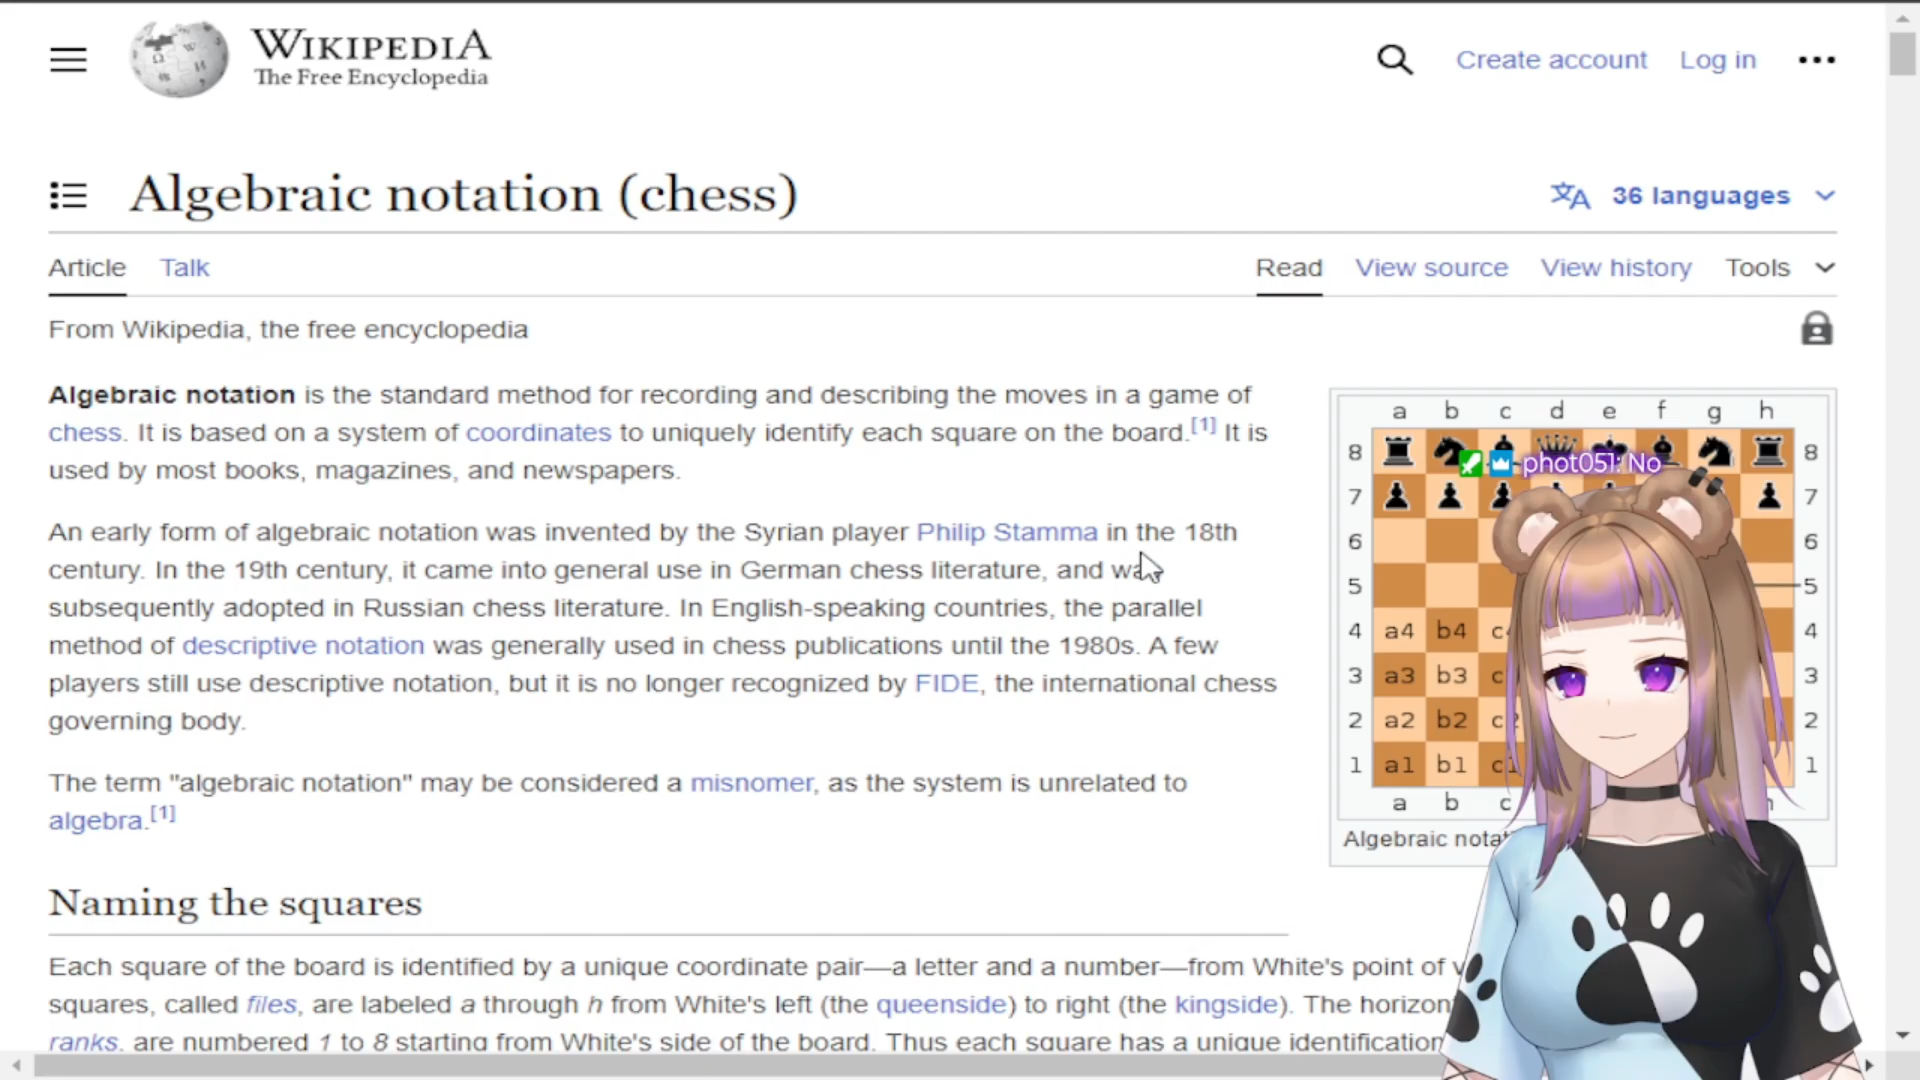 WIKIPEDIA
The Free Encyclopedia
Create account Log in
Algebraic notation (chess)
36 languages
Article Talk
Read View source View history Tools
From Wikipedia, the free encyclopedia
Algebraic notation is the standard method for recording and describing the moves in a game of
chess. It is based on a system of coordinates to uniquely identify each square on the board.[1] It is
used by most books, magazines, and newspapers.
An early form of algebraic notation was invented by the Syrian player Philip Stamma in the 18th
century. In the 19th century, it came into general use in German chess literature, and wa
subsequently adopted in Russian chess literature. In English-speaking countries, the parallel
method of descriptive notation was generally used in chess publications until the 1980s. A few
players still use descriptive notation, but it is no longer recognized by FIDE, the international chess
governing body.
The term "algebraic notation" may be considered a misnomer, as the system is unrelated to
algebra.[1]
Naming the squares
Each square of the board is identified by a unique coordinate pair—a letter and a number—from White's point of
squares, called files, are labeled a through h from White's left (the queenside) to right (the kingside). The horizon
ranks, are numbered 1 to 8 starting from White's side of the board. Thus each square has a unique identification
a b c d e f g h
8 8
phot051: No
7 7
6 6
5 5
4 a4 b4 c4 4
3 a3 b3 c 3
2 a2 b2 c2 2
1 a1 b1 c1 1
a b c h
Algebraic nota